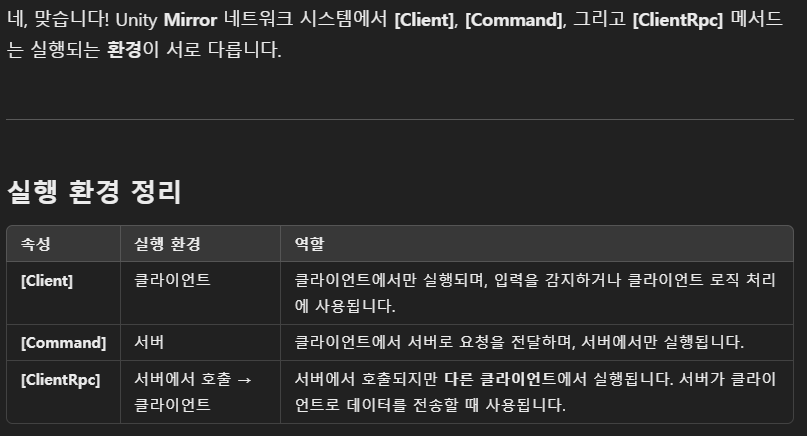 네, 맞습니다! Unity Mirror 네트워크 시스템에서 [Client], [Command], 그리고 [ClientRpc] 메서드
는 실행되는 환경이 서로 다릅니다.
실행 환경 정리
속성 실행 환경 역할
[Client] 클라이언트 클라이언트에서만 실행되며, 입력을 감지하거나 클라이언트 로직 처리
에 사용됩니다.
[Command] 서버 클라이언트에서 서버로 요청을 전달하며, 서버에서만 실행됩니다.
[ClientRpc] 서버에서 호출 → 서버에서 호출되지만 다른 클라이언트에서 실행됩니다. 서버가 클라이
클라이언트 언트로 데이터를 전송할 때 사용됩니다.